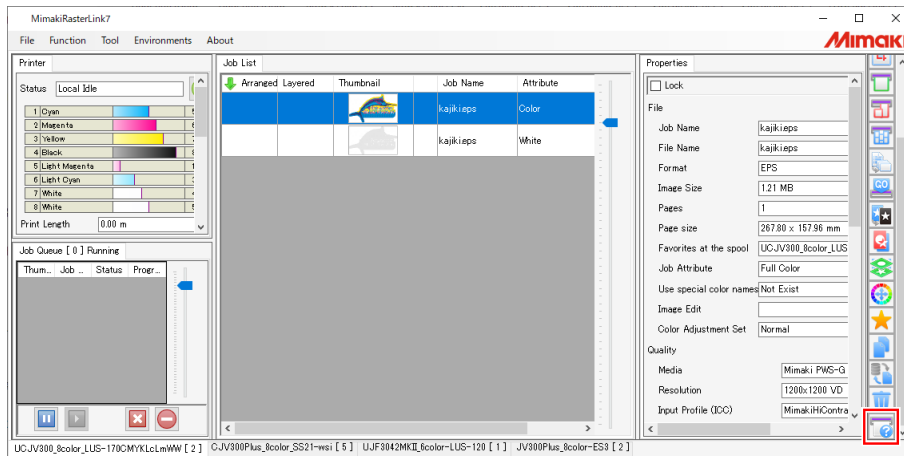 MimakiRasterLink7
File Function Tool Environments About
Mimaki
Printer
Status Local Idle
1 Cyan
2 Magenta
3 Yellow
4 Black
5 Light Magenta
6 Light Cyan
7 White
8 White
Print Length 0.00 m
Job Queue [ 0 ] Running
Thum... Job ... Status Progr...
Job List
Arranged Layered Thumbnail Job Name Attribute
kajiki.eps Color
kajiki.eps White
Properties
Lock
File
Job Name kajiki.eps
File Name kajiki.eps
Format EPS
Image Size 1.21 MB
Pages 1
Page size 267.80 x 157.96 mm
Favorites at the spool UCJV300_8color_LUS
Job Attribute Full Color
Use special color names Not Exist
Image Edit
Color Adjustment Set Normal
Quality
Media Mimaki PWS-G
Resolution 1200x1200 VD
Input Profile (ICC) MimakiHiContra
GO
UCJV300_8color_LUS-170CMYKLcLmWW [ 2 ] CJV300Plus_8color_SS21-wsi [ 5 ] UJF3042MKII_6color-LUS-120 [ 1 ] JV300Plus_8color-ES3 [ 2 ]